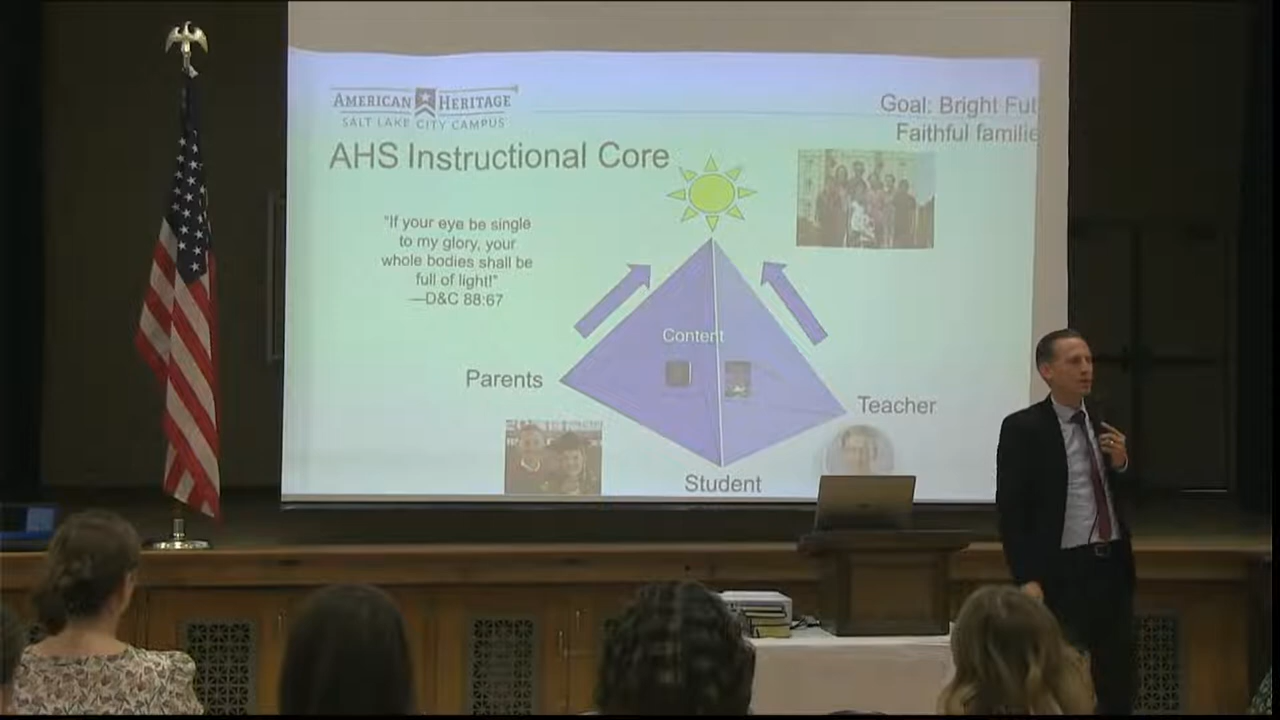 AMERICAN HERITAGE
SALT LAKE CITY CAMPUS
Goal: Bright Fut
Faithful familie
AHS Instructional Core
"If your eye be single
to my glory, your
whole bodies shall be
full of light!"
—D&C 88:67
Content
Parents
Teacher
Student